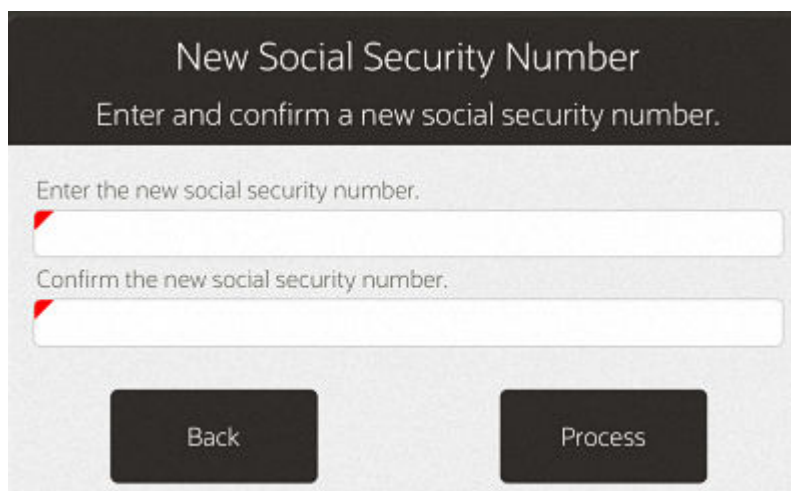 New Social Security Number
Enter and confirm a new social security number.
Enter the new social security number.
Confirm the new social security number.
Back
Process